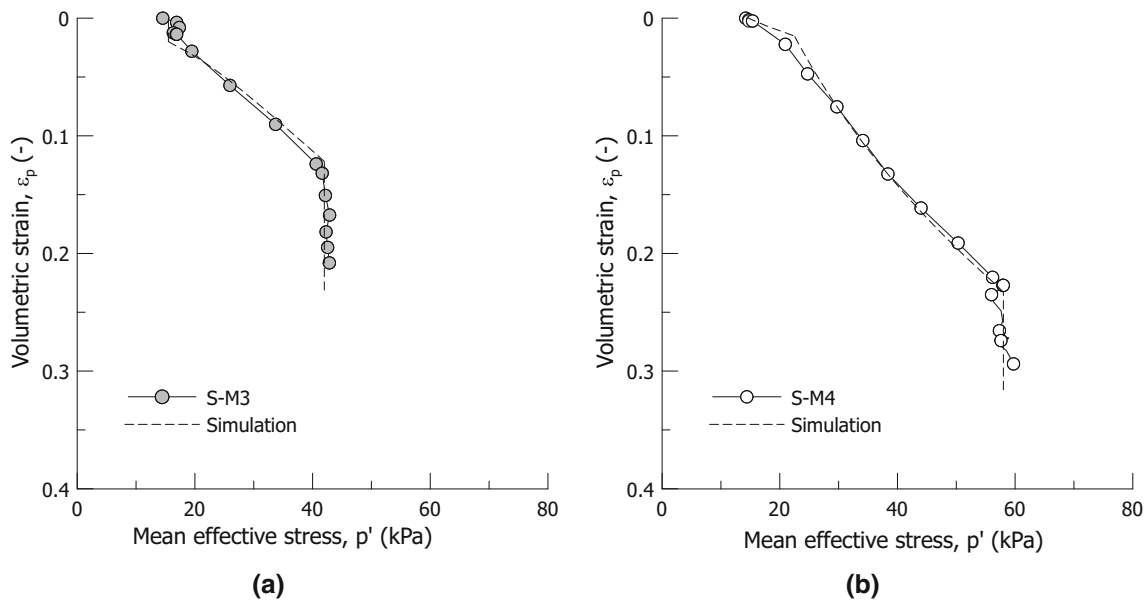 0
0.1
0.2
0.3
0.4
Volumetric strain, εp (-)
S-M3
Simulation
0 20 40 60 80
Mean effective stress, p' (kPa)
(a)
0
0.1
0.2
0.3
0.4
Volumetric strain, εp (-)
S-M4
Simulation
0 20 40 60 80
Mean effective stress, p' (kPa)
(b)